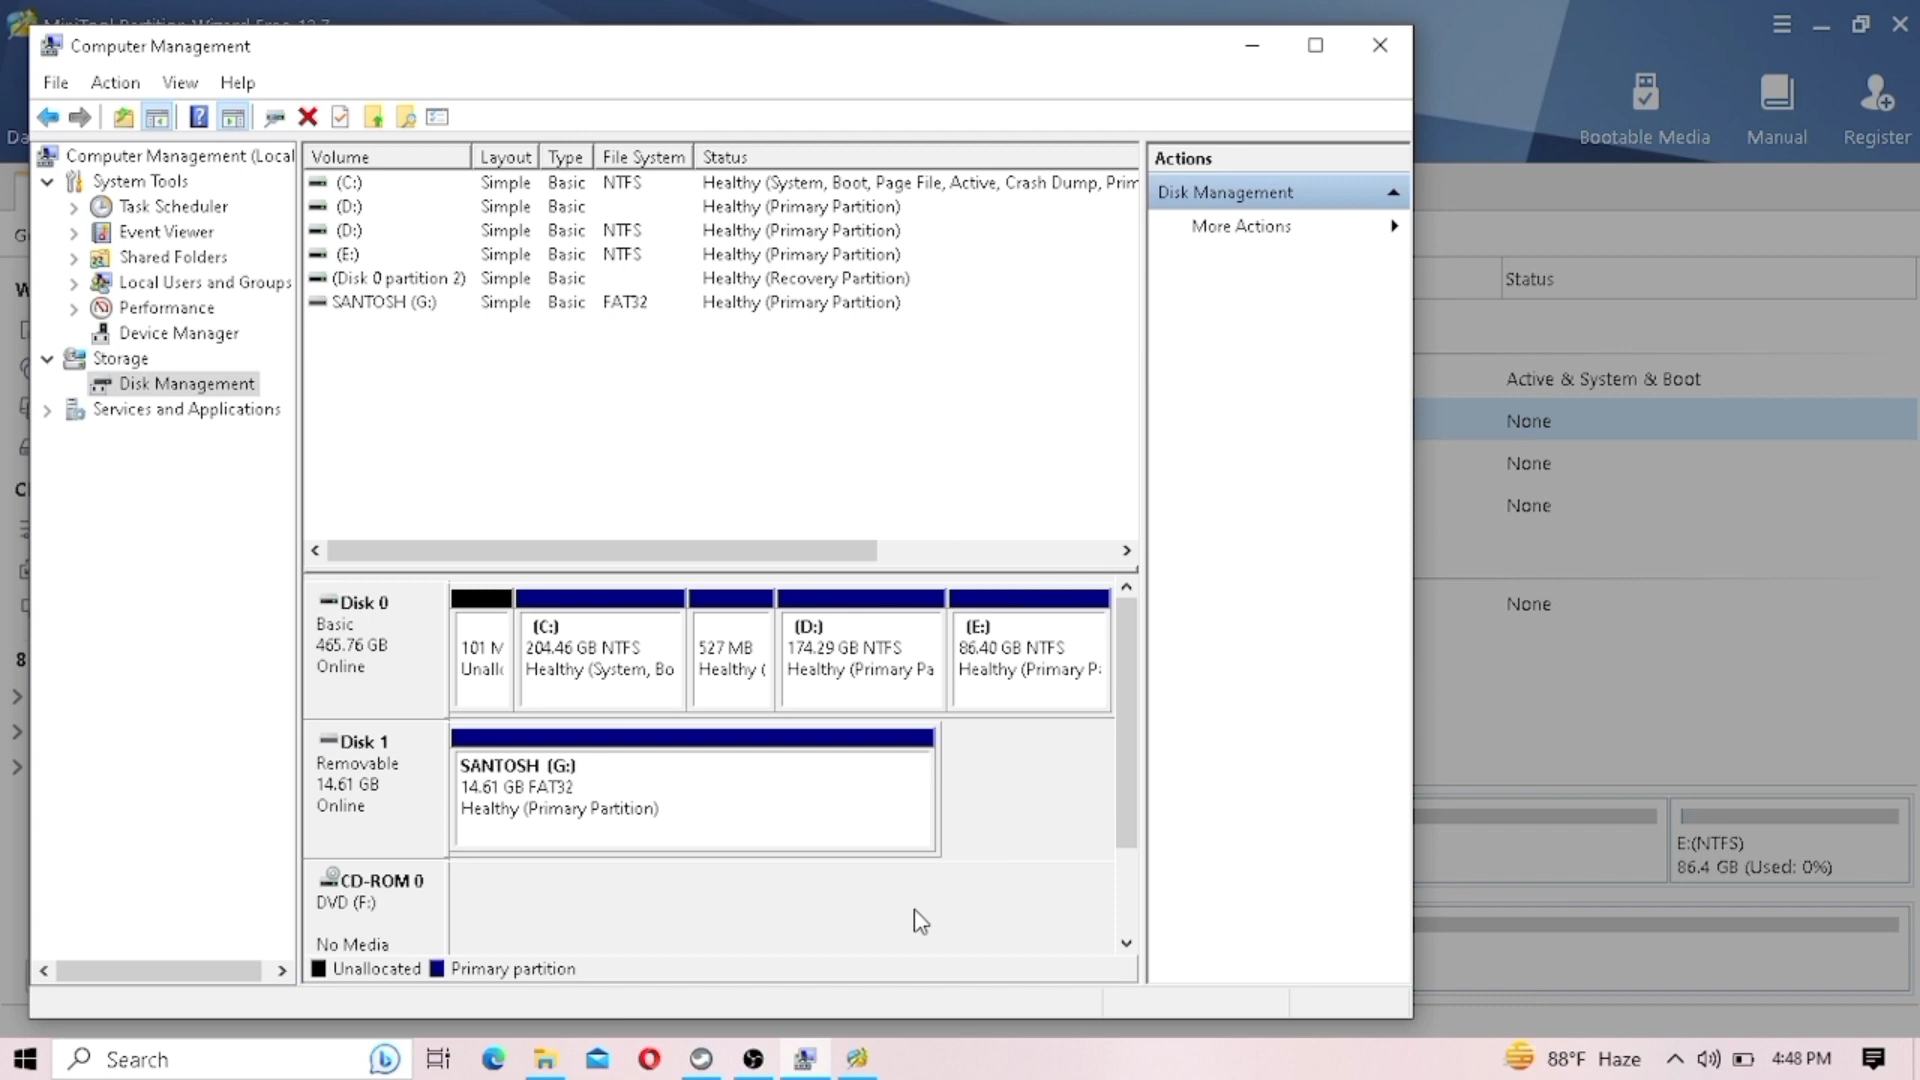 MiniTool Partition Wizard Free 12.7
Computer Management
File Action View Help
Bootable Media Manual Register
Computer Management (Local
System Tools
Task Scheduler
Event Viewer
Shared Folders
Local Users and Groups
Performance
Device Manager
Storage
Disk Management
Services and Applications
Volume Layout Type File System Status
(C:) Simple Basic NTFS Healthy (System, Boot, Page File, Active, Crash Dump, Prim
(D:) Simple Basic Healthy (Primary Partition)
(D:) Simple Basic NTFS Healthy (Primary Partition)
(E:) Simple Basic NTFS Healthy (Primary Partition)
(Disk 0 partition 2) Simple Basic Healthy (Recovery Partition)
SANTOSH (G:) Simple Basic FAT32 Healthy (Primary Partition)
Actions
Disk Management
More Actions
Status
Active & System & Boot
None
None
None
None
Disk 0
Basic
465.76 GB
Online
101 M
Unallo
(C:)
204.46 GB NTFS
Healthy (System, Bo
527 MB
Healthy (
(D:)
174.29 GB NTFS
Healthy (Primary Pa
(E:)
86.40 GB NTFS
Healthy (Primary P
Disk 1
Removable
14.61 GB
Online
SANTOSH (G:)
14.61 GB FAT32
Healthy (Primary Partition)
CD-ROM 0
DVD (F:)
No Media
Unallocated Primary partition
E:(NTFS)
86.4 GB (Used: 0%)
Search
88°F Haze 4:48 PM